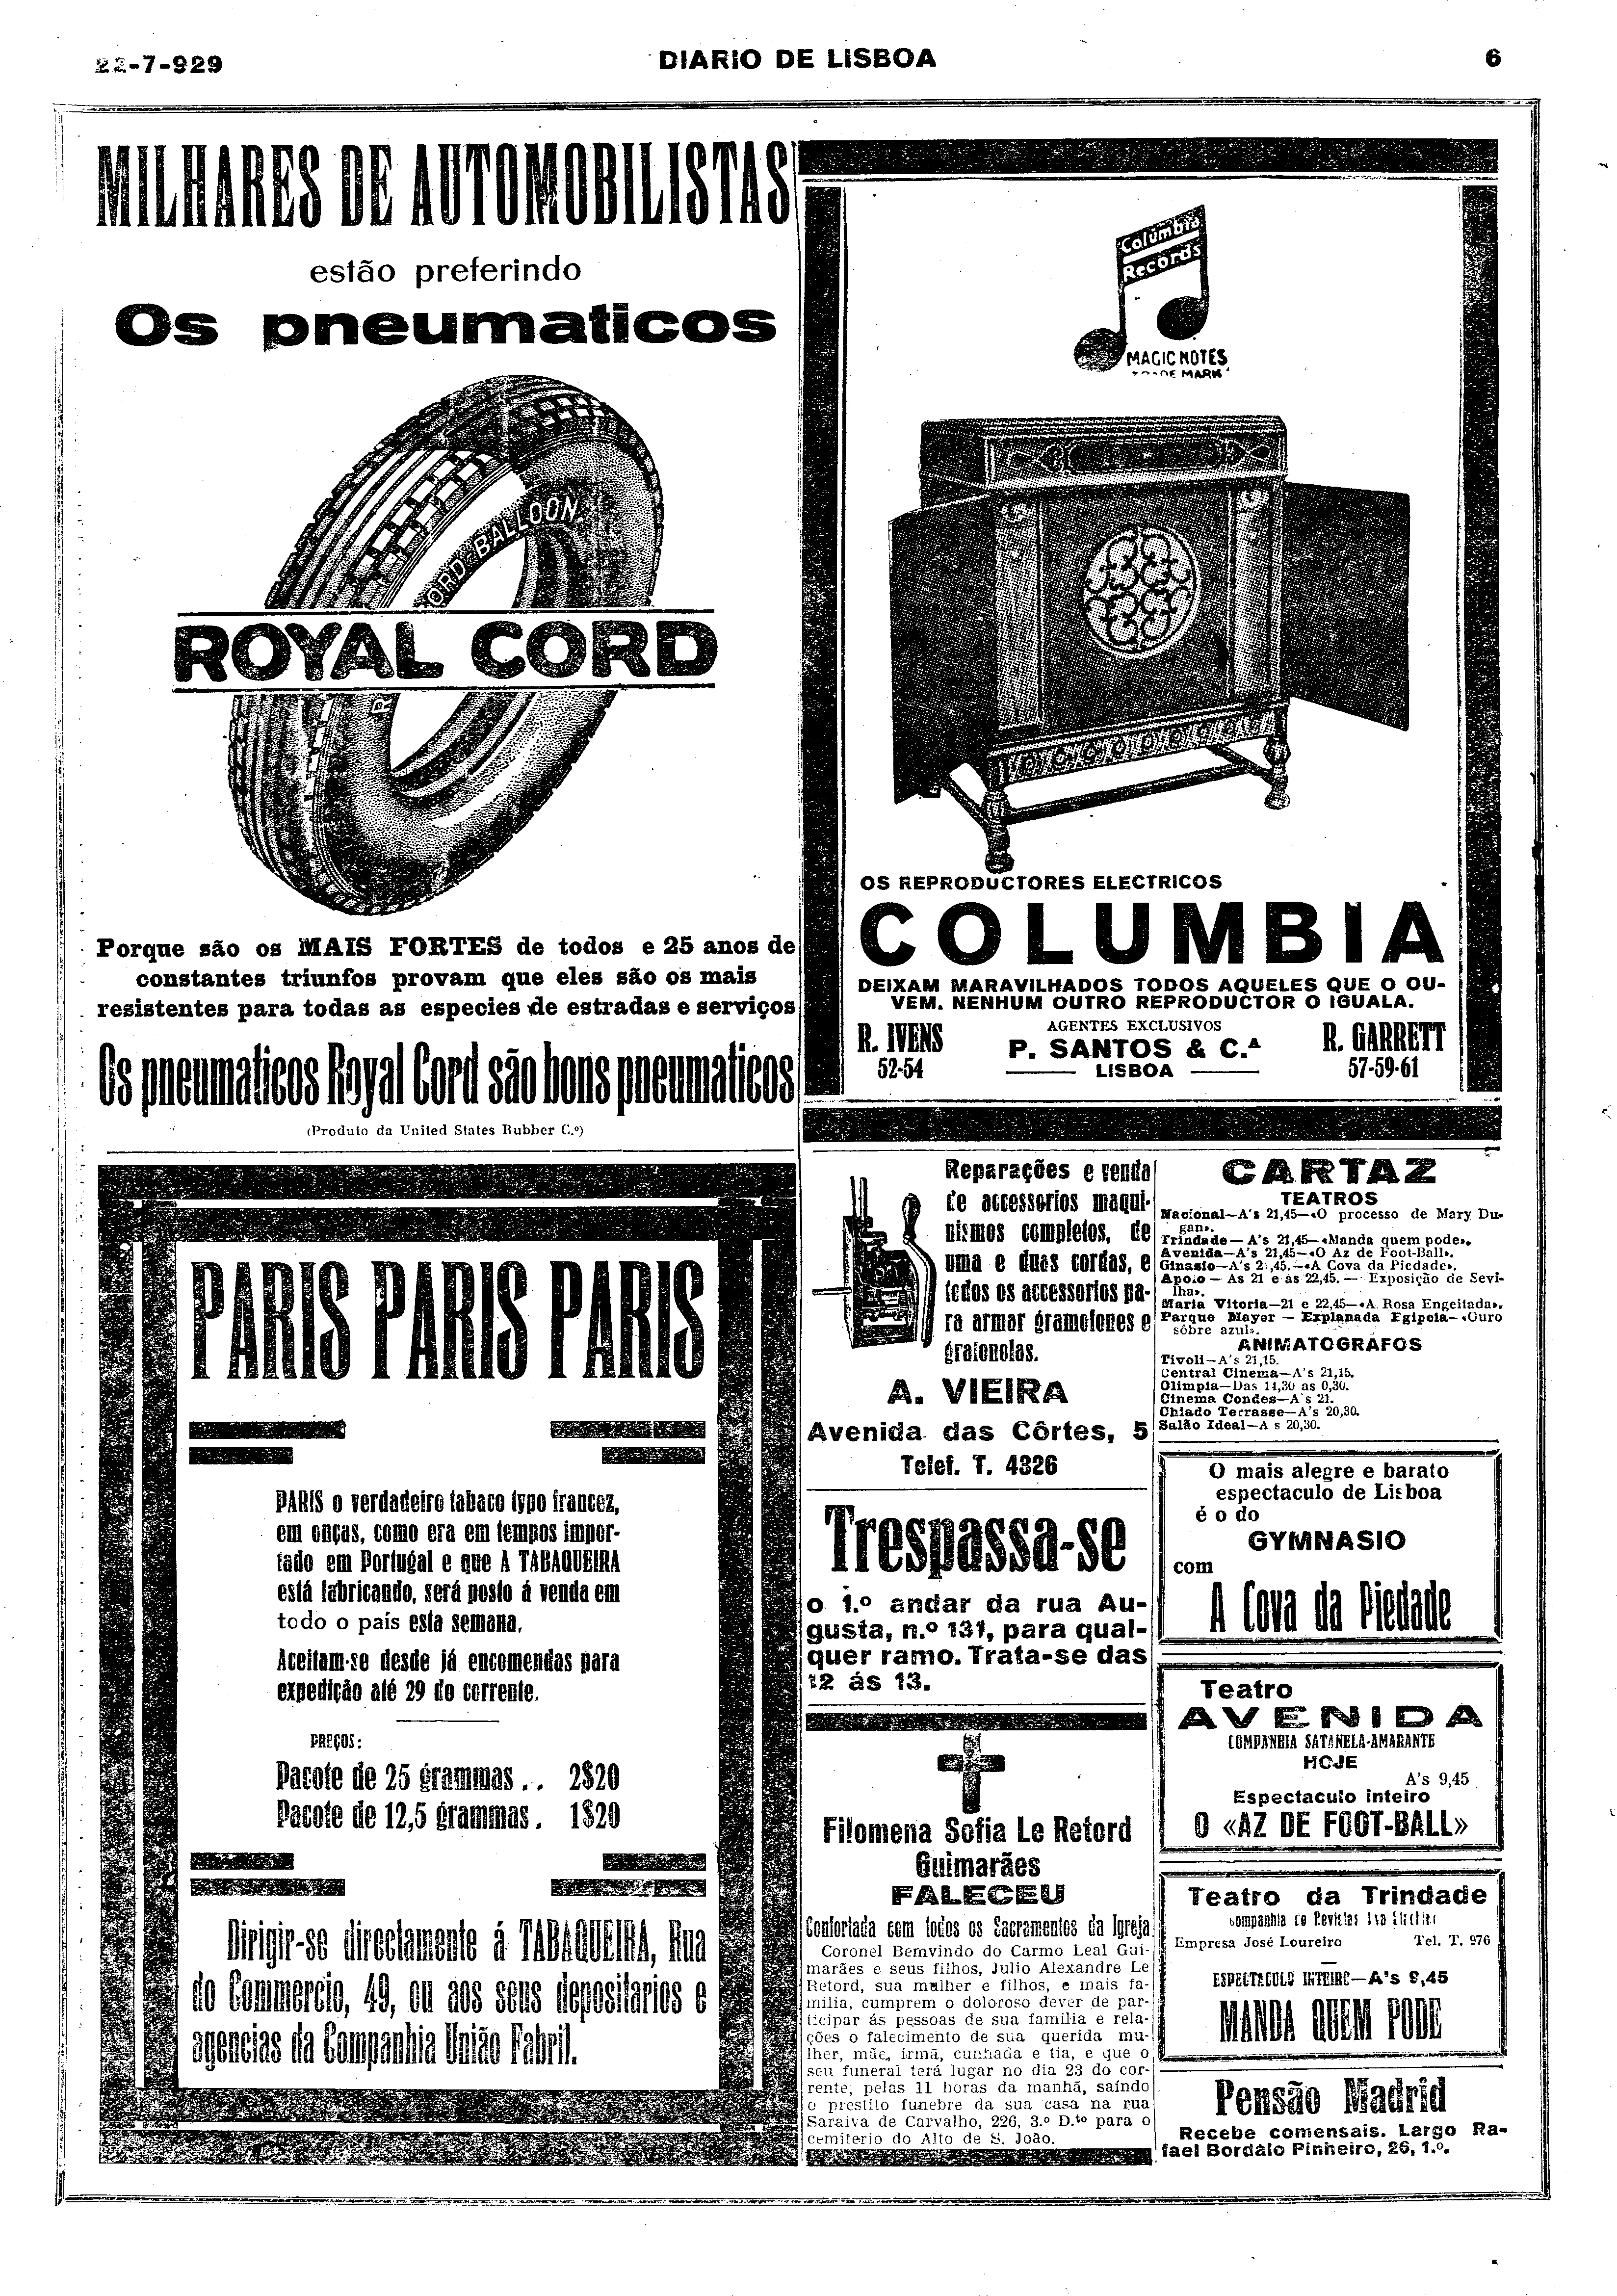 22-7-929
DIARIO DE LISBOA
6
MILHARES DE AUTOMOBILISTAS
estão preferindo
Os pneumaticos
ORD BALLOON
ROYAL CORD
R
Porque são os MAIS FORTES de todos e 25 anos de
constantes triunfos provam que eles são os mais
resistentes para todas as especies de estradas e serviços
Os pneumaticos Royal Cord são bons pneumaticos
(Produto da United States Rubber C.º)
Columbia
Records
MAGIC NOTES
TRADE MARK
OS REPRODUCTORES ELECTRICOS
COLUMBIA
DEIXAM MARAVILHADOS TODOS AQUELES QUE O OU-
VEM. NENHUM OUTRO REPRODUCTOR O IGUALA.
R. IVENS
52-54
AGENTES EXCLUSIVOS
P. SANTOS & C.ª
LISBOA
R. GARRETT
57-59-61
PARIS PARIS PARIS
PARIS o verdadeiro tabaco typo francez,
em onças, como era em tempos impor-
tado em Portugal e que A TABAQUEIRA
está fabricando, será posto á venda em
todo o país esta semana.
Aceitam-se desde já encomendas para
expedição até 29 do corrente.
PREÇOS:
Pacote de 25 grammas .. 2$20
Pacote de 12,5 grammas . 1$20
Dirigir-se directamente á TABAQUEIRA, Rua
do Commercio, 49, ou aos seus depositarios e
agencias da Companhia União Fabril.
Reparações e venda
de accessorios maqui-
nismos completos, de
uma e duas cordas, e
todos os accessorios pa-
ra armar gramofones e
grafonolas.
A. VIEIRA
Avenida das Côrtes, 5
Telef. T. 4326
Trespassa-se
o 1.º andar da rua Au-
gusta, n.º 131, para qual-
quer ramo. Trata-se das
12 ás 13.
Filomena Sofia Le Retord
Guimarães
FALECEU
Confortada com todos os Sacramentos da Igreja
Coronel Bemvindo do Carmo Leal Gui-
marães e seus filhos, Julio Alexandre Le
Retord, sua mulher e filhos, e mais fa-
milia, cumprem o doloroso dever de par-
ticipar ás pessoas de sua familia e rela-
ções o falecimento de sua querida mu-
lher, mãe, irmã, cunhada e tia, e que o
seu funeral terá lugar no dia 23 do cor-
rente, pelas 11 horas da manhã, saíndo
o prestito funebre da sua casa na rua
Saraiva de Carvalho, 226, 3.º D.to para o
cemiterio do Alto de S. João.
CARTAZ
TEATROS
Nacional—A's 21,45—«O processo de Mary Du-
gan».
Trindade— A's 21,45—«Manda quem pode».
Avenida—A's 21,45—«O Az de Foot-Ball».
Ginasio—A's 21,45.—«A Cova da Piedade».
Apolo — As 21 e as 22,45. — Exposição de Sevi-
lha».
Maria Vitoria—21 e 22,45—«A Rosa Engeitada».
Parque Mayer — Explanada Egipcia— «Ouro
sôbre azul».
ANIMATOGRAFOS
Tivoli—A's 21,15.
Central Cinema—A's 21,15.
Olimpia—Das 14,30 as 0,30.
Cinema Condes—A's 21.
Chiado Terrasse—A's 20,30.
Salão Ideal—A s 20,30.
O mais alegre e barato
espectaculo de Lisboa
é o do
GYMNASIO
com
A Cova da Piedade
Teatro
AVENIDA
COMPANHIA SATANELA-AMARANTE
HOJE
A's 9,45
Espectaculo inteiro
O «AZ DE FOOT-BALL»
Teatro da Trindade
Companhia de Revistas
Empresa José Loureiro Tel. T. 976
ESPECTACULO INTEIRO—A's 9,45
MANDA QUEM PODE
Pensão Madrid
Recebe comensais. Largo Ra-
fael Bordalo Pinheiro, 26, 1.º.